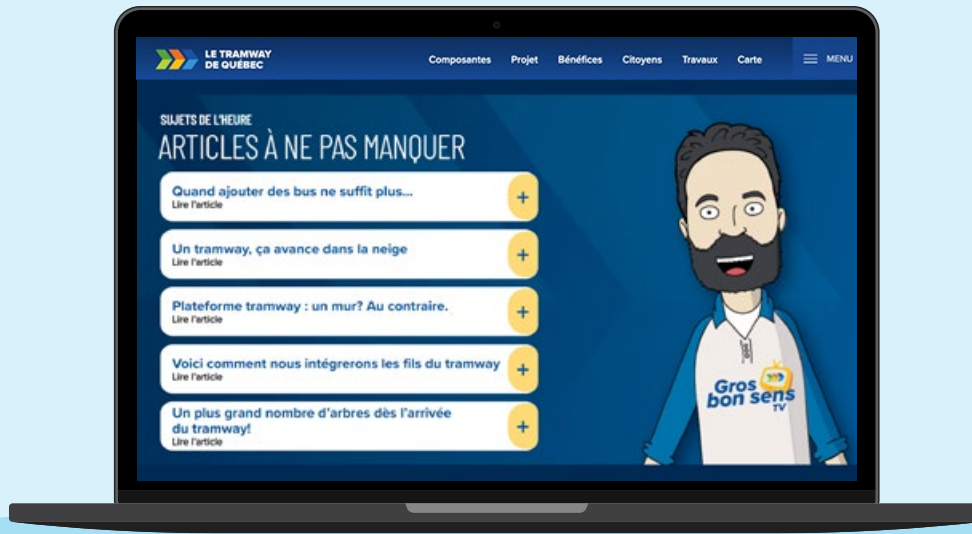 LE TRAMWAY
DE QUÉBEC
Composantes Projet Bénéfices Citoyens Travaux Carte MENU
SUJETS DE L'HEURE
ARTICLES À NE PAS MANQUER
Quand ajouter des bus ne suffit plus...
Lire l'article
Un tramway, ça avance dans la neige
Lire l'article
Plateforme tramway : un mur? Au contraire.
Lire l'article
Voici comment nous intégrerons les fils du tramway
Lire l'article
Un plus grand nombre d'arbres dès l'arrivée
du tramway!
Lire l'article
Gros
bon sens
TV